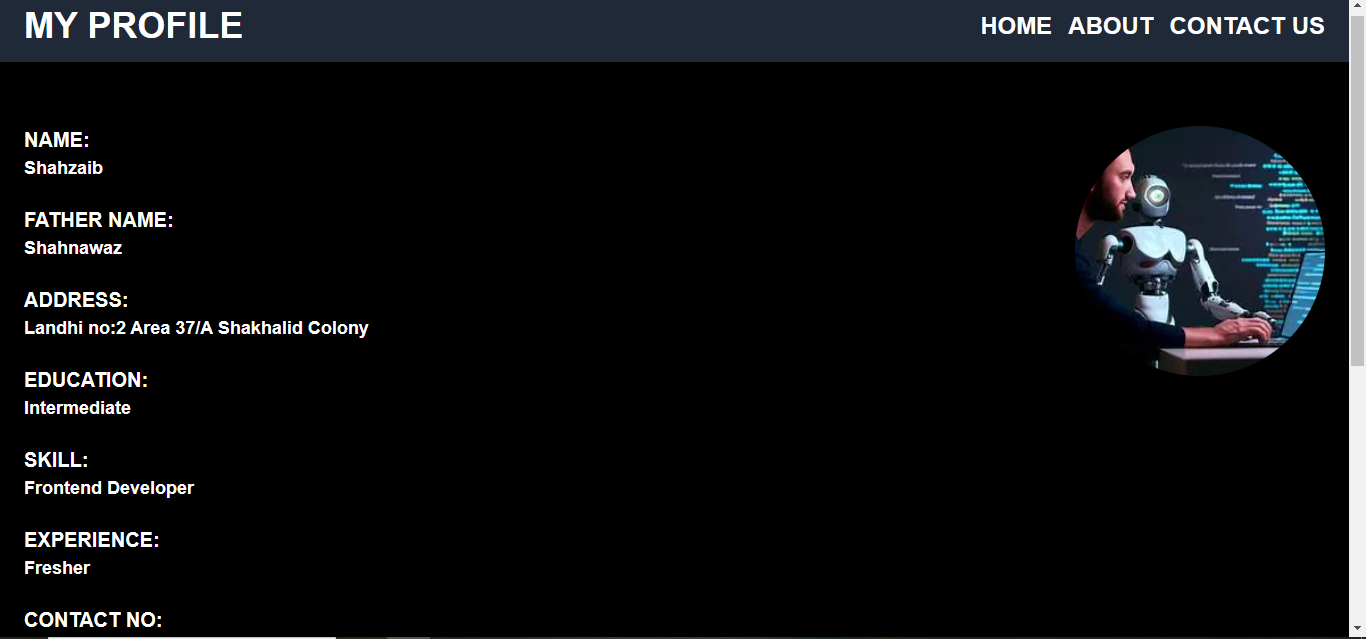 MY PROFILE
HOME ABOUT CONTACT US
NAME:
Shahzaib
FATHER NAME:
Shahnawaz
ADDRESS:
Landhi no:2 Area 37/A Shakhalid Colony
EDUCATION:
Intermediate
SKILL:
Frontend Developer
EXPERIENCE:
Fresher
CONTACT NO: